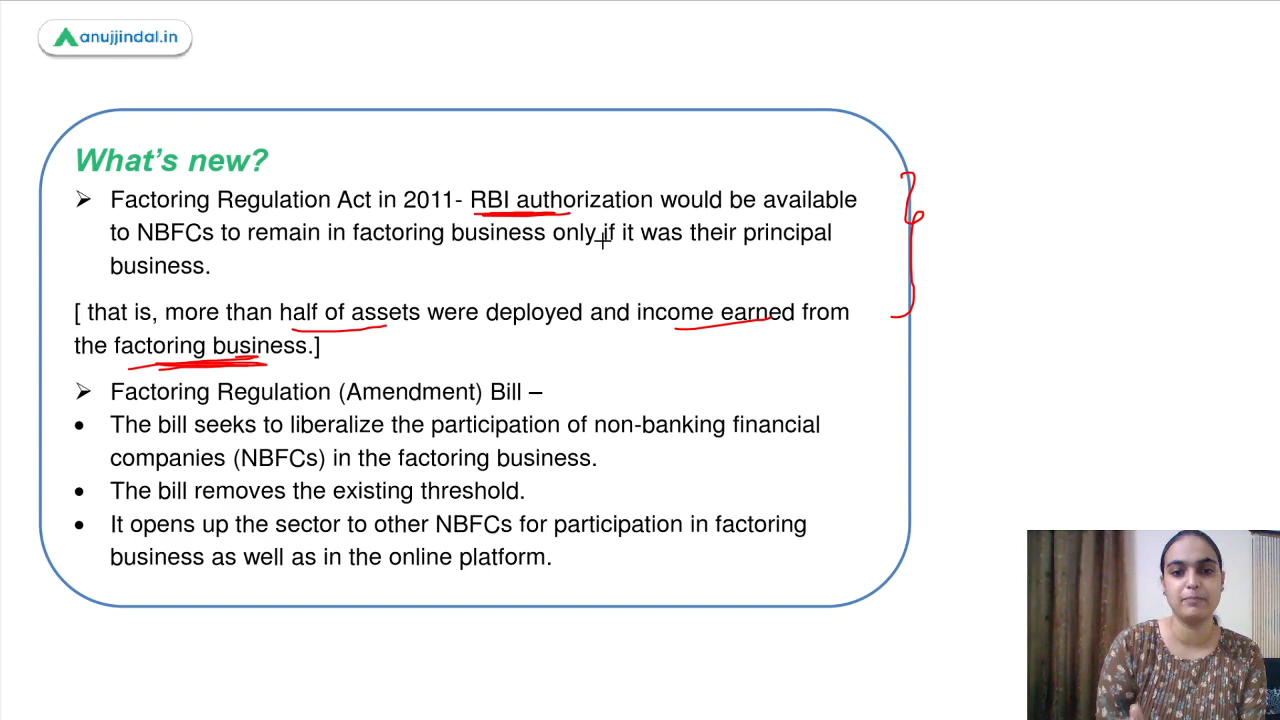 anujjindal.in
What's new?
➢ Factoring Regulation Act in 2011- RBI authorization would be available
to NBFCs to remain in factoring business only if it was their principal
business.
[ that is, more than half of assets were deployed and income earned from
the factoring business.]
➢ Factoring Regulation (Amendment) Bill –
• The bill seeks to liberalize the participation of non-banking financial
companies (NBFCs) in the factoring business.
• The bill removes the existing threshold.
• It opens up the sector to other NBFCs for participation in factoring
business as well as in the online platform.